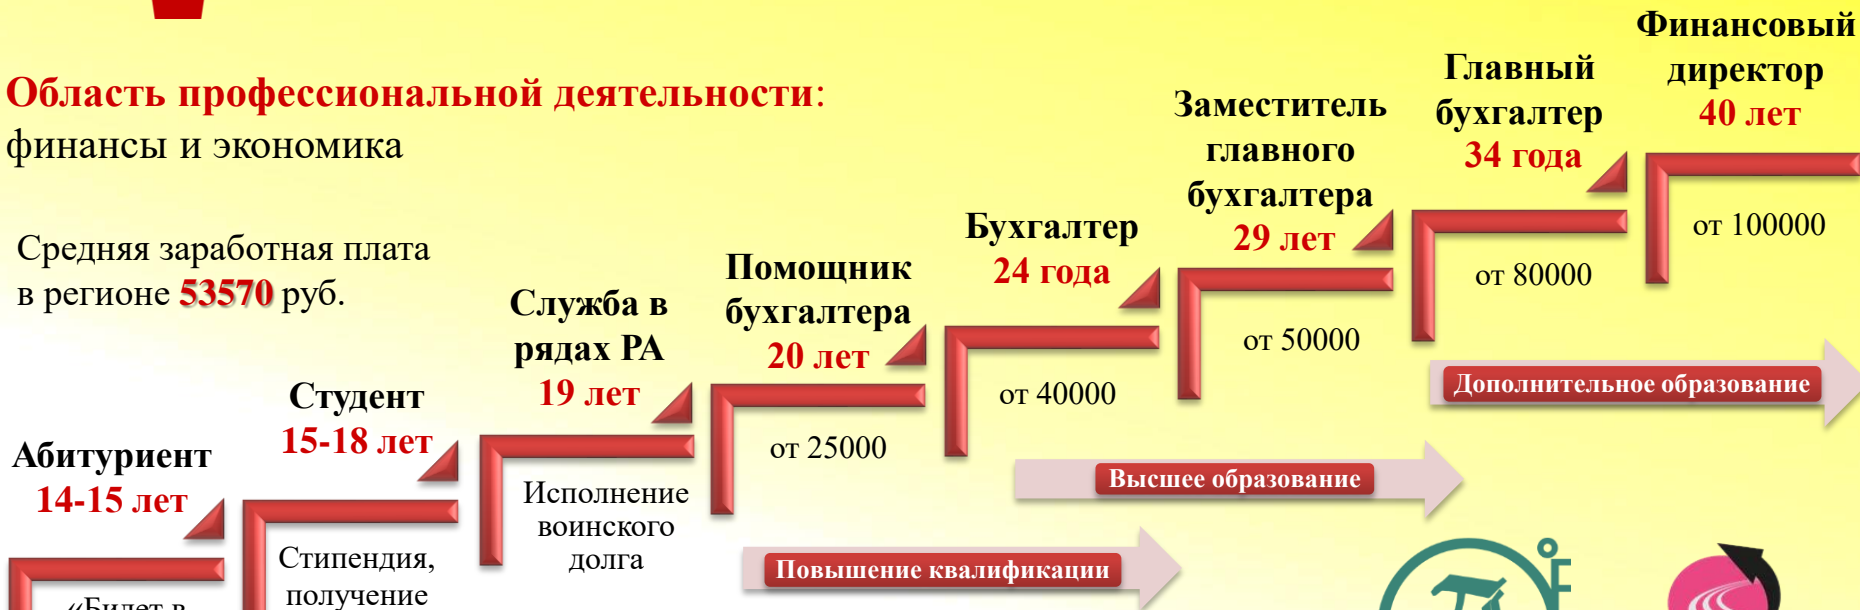 Область профессиональной деятельности:
финансы и экономика
Средняя заработная плата
в регионе 53570 руб.
Абитуриент
14-15 лет
«Билет в
Студент
15-18 лет
Стипендия,
получение
Служба в
рядах РА
19 лет
Исполнение
воинского
долга
Помощник
бухгалтера
20 лет
от 25000
Бухгалтер
24 года
от 40000
Заместитель
главного
бухгалтера
29 лет
от 50000
Главный
бухгалтер
34 года
от 80000
Финансовый
директор
40 лет
от 100000
Дополнительное образование
Высшее образование
Повышение квалификации